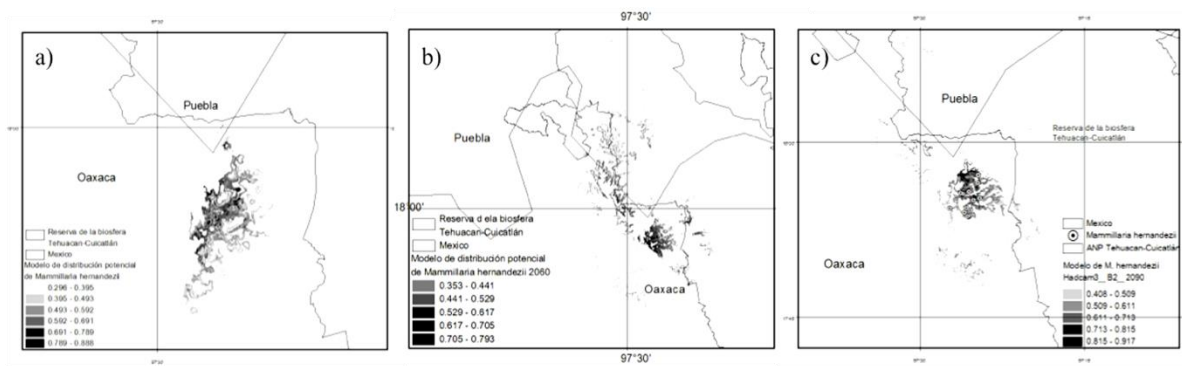 a)
Puebla
Oaxaca
Reserva de la biosfera
Tehuacan-Cuicatlán
Mexico
Modelo de distribución potencial
de Mammillaria hernandezii
0.296 - 0.395
0.395 - 0.493
0.493 - 0.592
0.592 - 0.691
0.691 - 0.789
0.789 - 0.888
97°30'
b)
Puebla
18°00'
Reserva d ela biosfera
Tehuacan-Cuicatlán
Mexico
Modelo de distribución potencial
de Mammillaria hernandezii 2060
Oaxaca
0.353 - 0.441
0.441 - 0.529
0.529 - 0.617
0.617 - 0.705
0.705 - 0.793
97°30'
c)
Puebla
Reserva de la biosfera
Tehuacan-Cuicatlán
Oaxaca
Mexico
Mammillaria hernandezii
ANP Tehuacan-Cuicatlán
Modelo de M. hernandezii
Hadcam3_ B2_ 2090
0.408 - 0.509
0.509 - 0.611
0.611 - 0.713
0.713 - 0.815
0.815 - 0.917